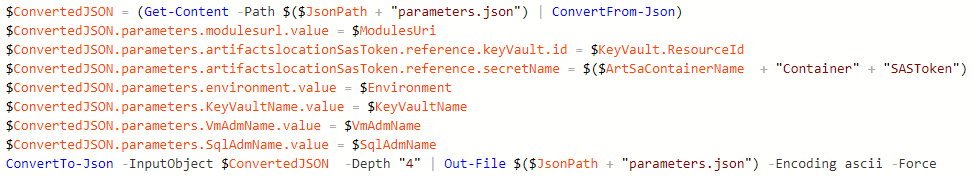 $ConvertedJSON = (Get-Content -Path $($JsonPath + "parameters.json") | ConvertFrom-Json)
$ConvertedJSON.parameters.modulesurl.value = $ModulesUri
$ConvertedJSON.parameters.artifactslocationSasToken.reference.keyVault.id = $KeyVault.ResourceId
$ConvertedJSON.parameters.artifactslocationSasToken.reference.secretName = $($ArtSaContainerName  + "Container" + "SASToken")
$ConvertedJSON.parameters.environment.value = $Environment
$ConvertedJSON.parameters.KeyVaultName.value = $KeyVaultName
$ConvertedJSON.parameters.VmAdmName.value = $VmAdmName
$ConvertedJSON.parameters.SqlAdmName.value = $SqlAdmName
ConvertTo-Json -InputObject $ConvertedJSON  -Depth "4" | Out-File $($JsonPath + "parameters.json") -Encoding ascii -Force